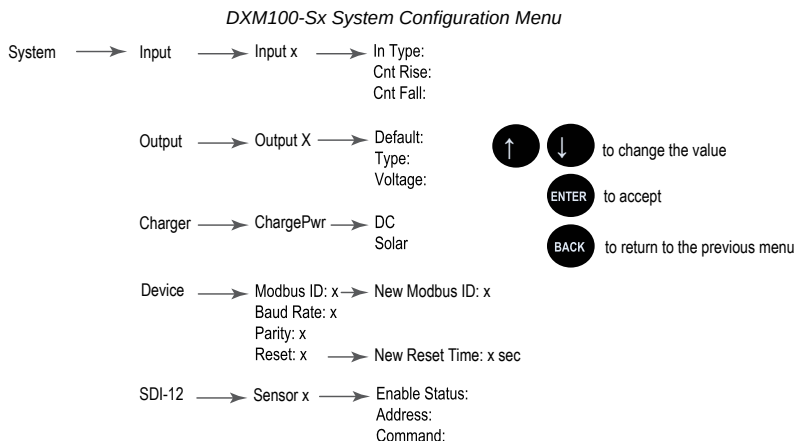 DXM100-Sx System Configuration Menu
System Input Input x In Type:
Cnt Rise:
Cnt Fall:
Output Output X Default:
Type:
Voltage:
↑ ↓ to change the value
ENTER to accept
BACK to return to the previous menu
Charger ChargePwr DC
Solar
Device Modbus ID: x New Modbus ID: x
Baud Rate: x
Parity: x
Reset: x New Reset Time: x sec
SDI-12 Sensor x Enable Status:
Address:
Command: